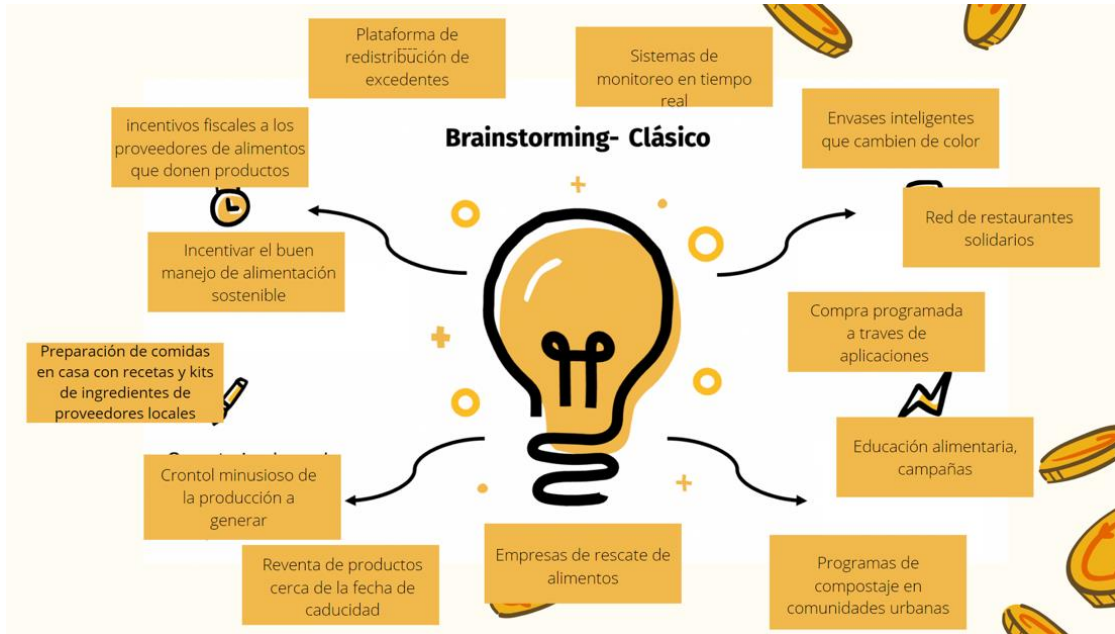 Plataforma de
redistribución de
excedentes
Sistemas de
monitoreo en tiempo
real
Brainstorming- Clásico
incentivos fiscales a los
proveedores de alimentos
que donen productos
Envases inteligentes
que cambien de color
Red de restaurantes
solidarios
Incentivar el buen
manejo de alimentación
sostenible
Compra programada
a traves de
aplicaciones
Preparación de comidas
en casa con recetas y kits
de ingredientes de
proveedores locales
Educación alimentaria,
campañas
Crontol minusioso de
la producción a
generar
Reventa de productos
cerca de la fecha de
caducidad
Empresas de rescate de
alimentos
Programas de
compostaje en
comunidades urbanas